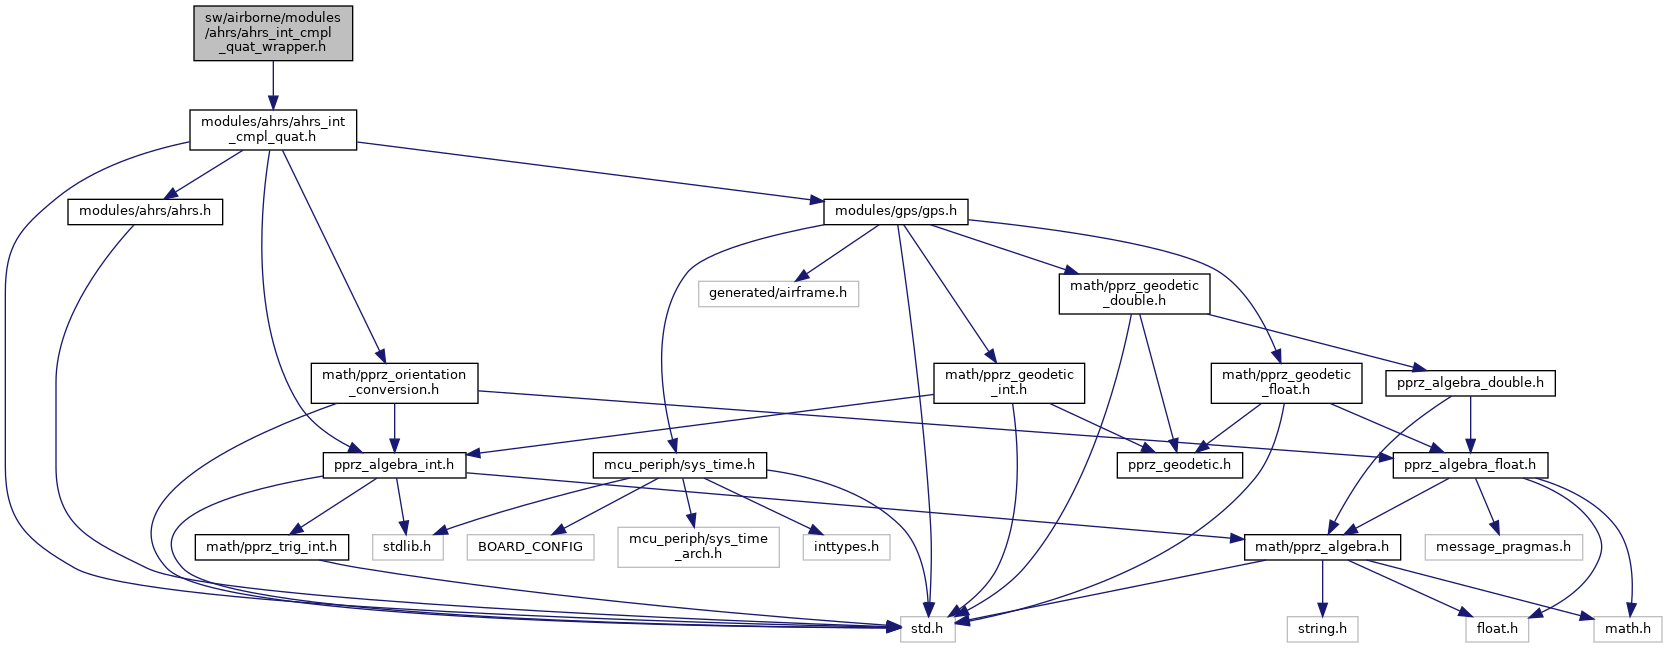 sw/airborne/modules
/ahrs/ahrs_int_cmpl
_quat_wrapper.h
modules/ahrs/ahrs_int
_cmpl_quat.h
modules/ahrs/ahrs.h
modules/gps/gps.h
generated/airframe.h
math/pprz_geodetic
_double.h
math/pprz_orientation
_conversion.h
math/pprz_geodetic
_int.h
math/pprz_geodetic
_float.h
pprz_algebra_double.h
pprz_algebra_int.h
mcu_periph/sys_time.h
pprz_geodetic.h
pprz_algebra_float.h
math/pprz_trig_int.h
stdlib.h
BOARD_CONFIG
mcu_periph/sys_time
_arch.h
inttypes.h
math/pprz_algebra.h
message_pragmas.h
std.h
string.h
float.h
math.h